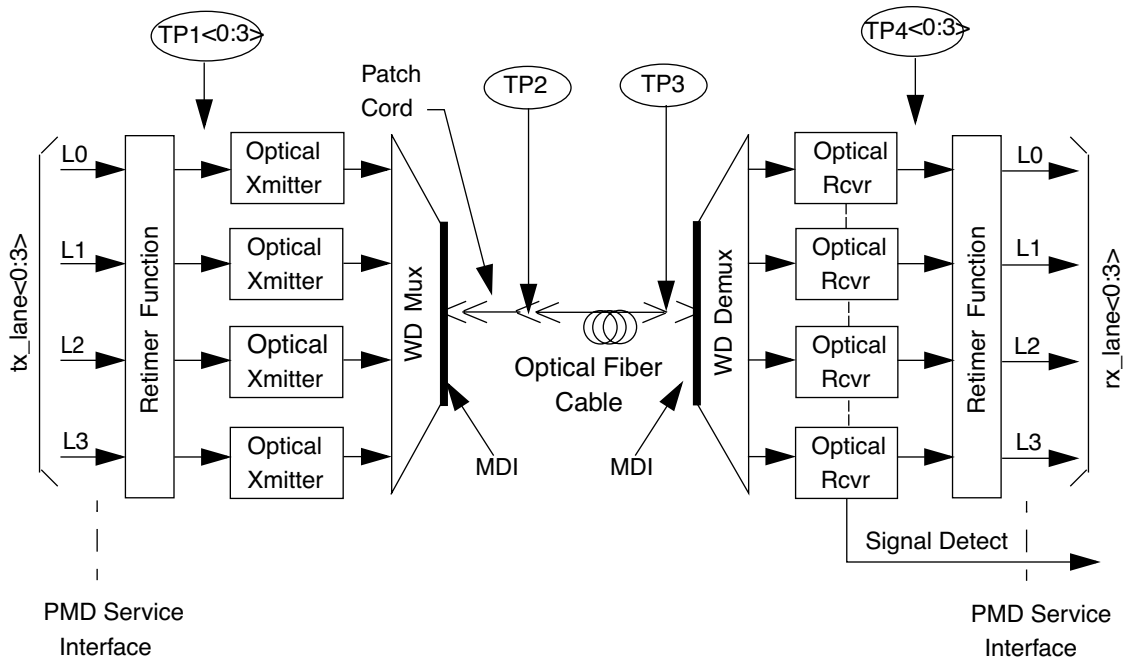 TP1<0:3>
TP4<0:3>
Patch
Cord
TP2
TP3
tx_lane<0:3>
L0
L1
L2
L3
Retimer Function
Optical
Xmitter
Optical
Xmitter
Optical
Xmitter
Optical
Xmitter
WD Mux
MDI
Optical Fiber
Cable
MDI
WD Demux
Optical
Rcvr
Optical
Rcvr
Optical
Rcvr
Optical
Rcvr
Retimer Function
L0
L1
L2
L3
rx_lane<0:3>
Signal Detect
PMD Service
Interface
PMD Service
Interface